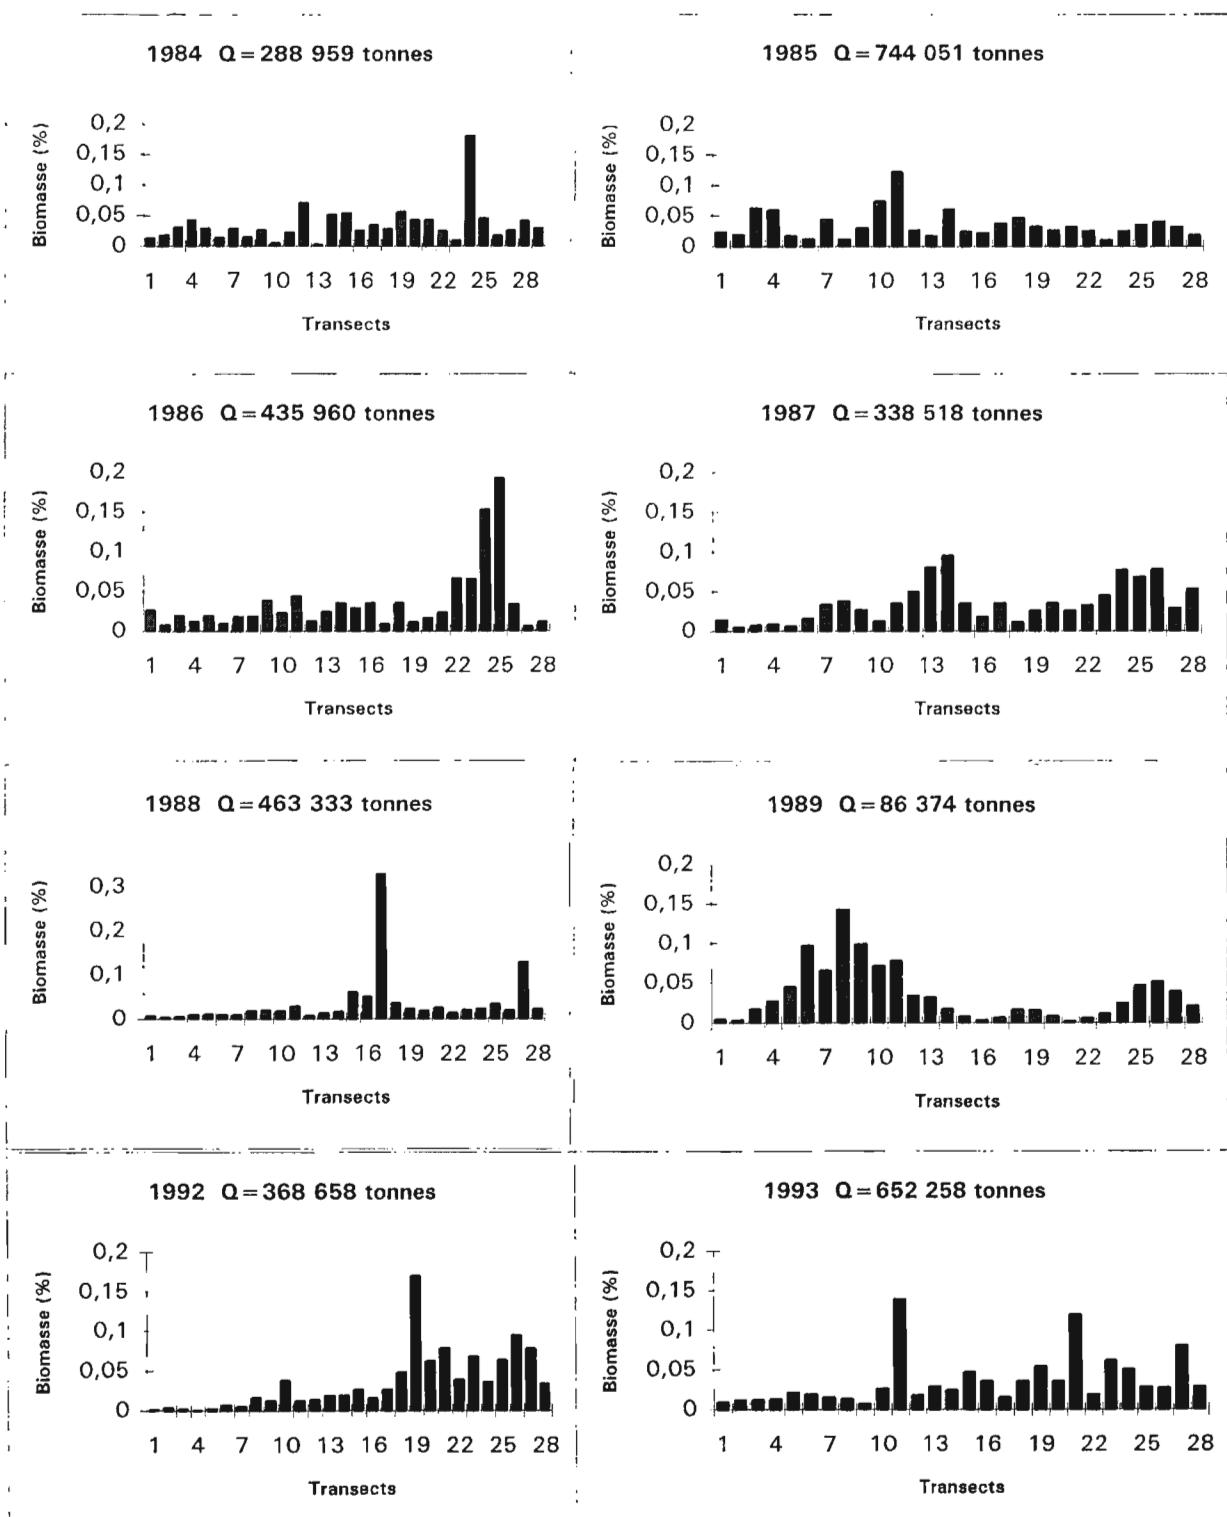 1984 Q=288 959 tonnes
Biomasse (%)
0,2
0,15
0,1
0,05
0
1 4 7 10 13 16 19 22 25 28
Transects
1985 Q=744 051 tonnes
Biomasse (%)
0,2
0,15
0,1
0,05
0
1 4 7 10 13 16 19 22 25 28
Transects
1986 Q=435 960 tonnes
Biomasse (%)
0,2
0,15
0,1
0,05
0
1 4 7 10 13 16 19 22 25 28
Transects
1987 Q=338 518 tonnes
Biomasse (%)
0,2
0,15
0,1
0,05
0
1 4 7 10 13 16 19 22 25 28
Transects
1988 Q=463 333 tonnes
Biomasse (%)
0,3
0,2
0,1
0
1 4 7 10 13 16 19 22 25 28
Transects
1989 Q=86 374 tonnes
Biomasse (%)
0,2
0,15
0,1
0,05
0
1 4 7 10 13 16 19 22 25 28
Transects
1992 Q=368 658 tonnes
Biomasse (%)
0,2
0,15
0,1
0,05
0
1 4 7 10 13 16 19 22 25 28
Transects
1993 Q=652 258 tonnes
Biomasse (%)
0,2
0,15
0,1
0,05
0
1 4 7 10 13 16 19 22 25 28
Transects